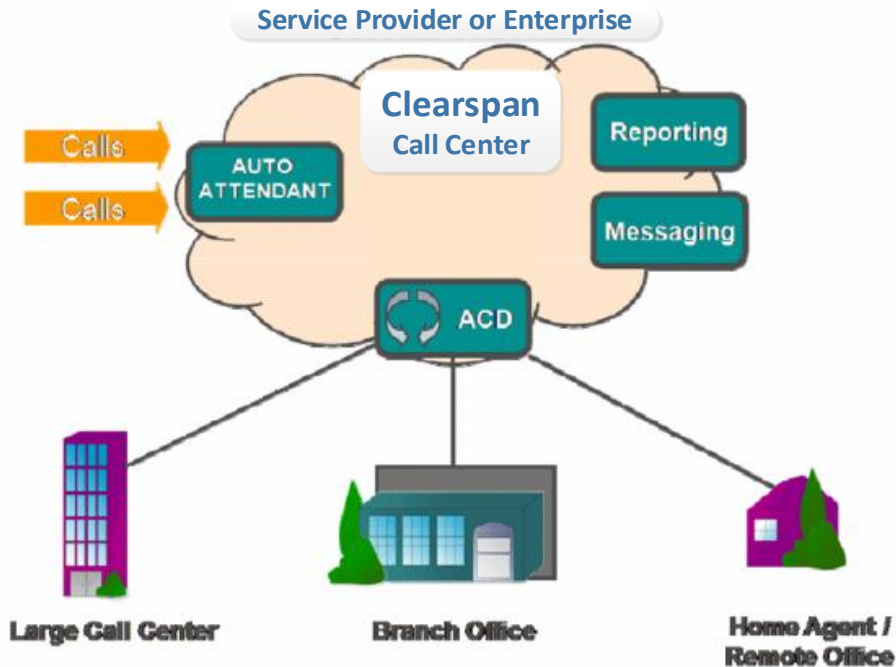 Service Provider or Enterprise
Clearspan
Call Center
Calls
Calls
AUTO
ATTENDANT
Reporting
Messaging
ACD
Large Call Center
Branch Office
Home Agent /
Remote Office